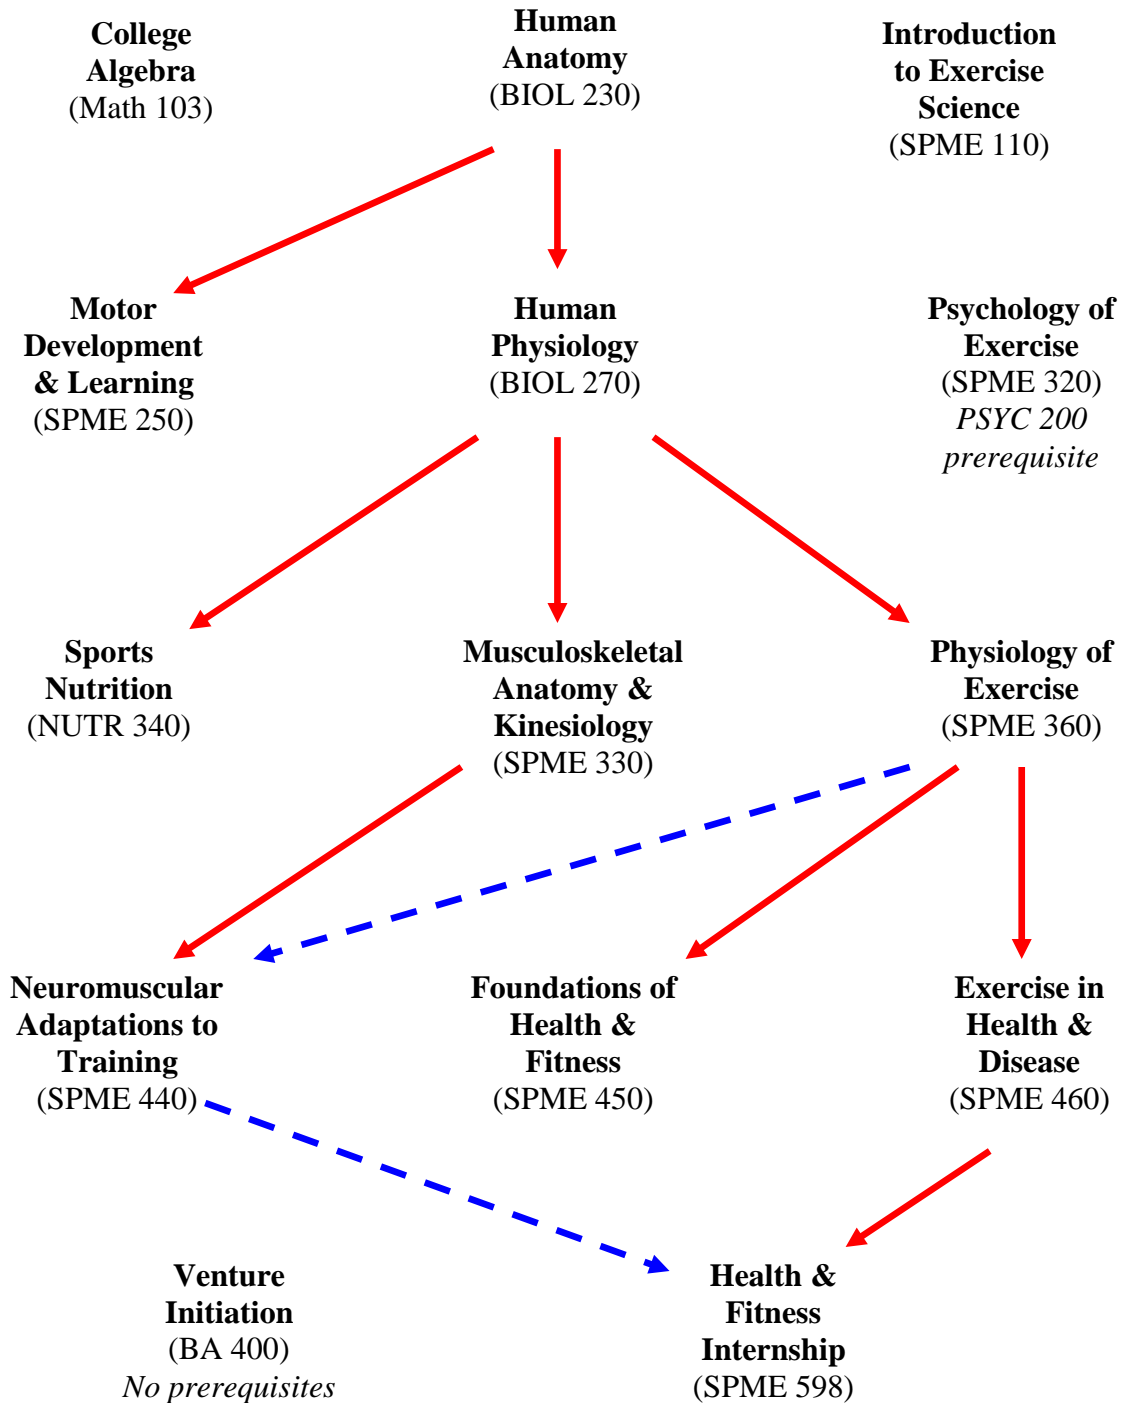 College
Algebra
(Math 103)
Human
Anatomy
(BIOL 230)
Introduction
to Exercise
Science
(SPME 110)
Motor
Development
& Learning
(SPME 250)
Human
Physiology
(BIOL 270)
Psychology of
Exercise
(SPME 320)
PSYC 200
prerequisite
Sports
Nutrition
(NUTR 340)
Musculoskeletal
Anatomy &
Kinesiology
(SPME 330)
Physiology of
Exercise
(SPME 360)
Neuromuscular
Adaptations to
Training
(SPME 440)
Foundations of
Health &
Fitness
(SPME 450)
Exercise in
Health &
Disease
(SPME 460)
Venture
Initiation
(BA 400)
No prerequisites
Health &
Fitness
Internship
(SPME 598)